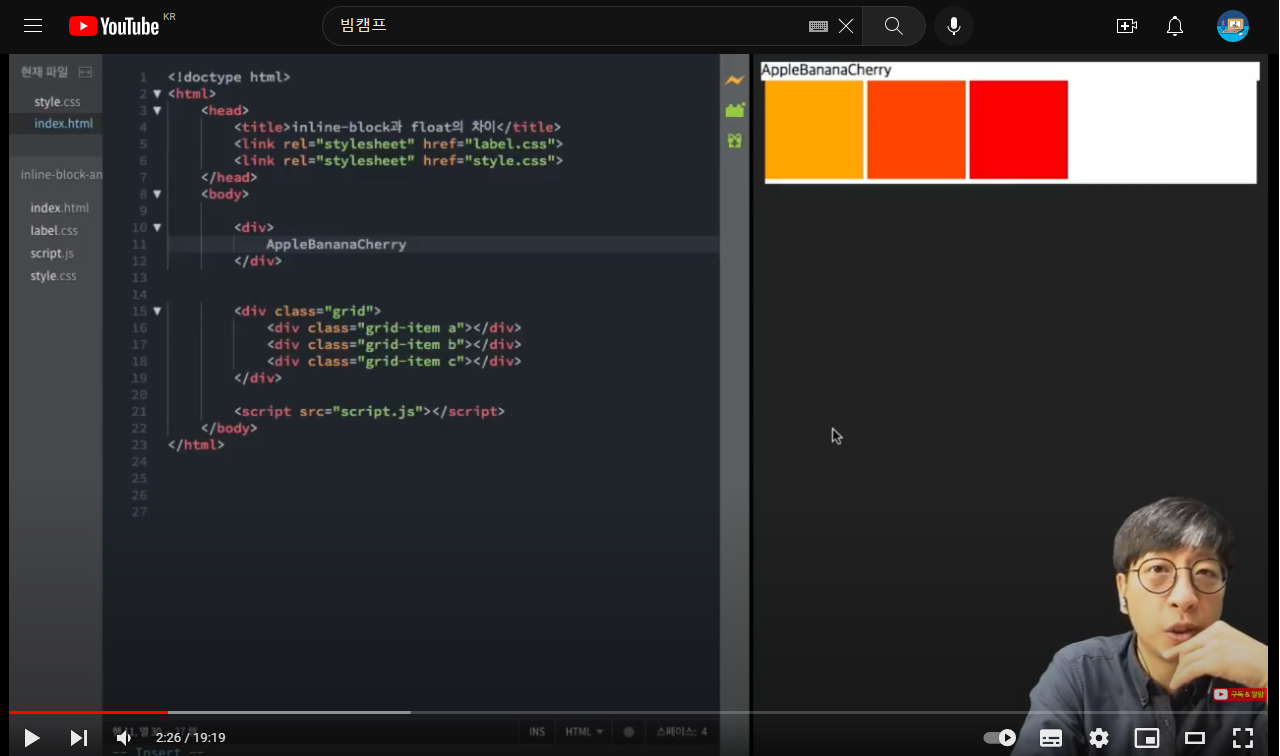 YouTube KR
빔캠프
현재 파일
style.css
index.html
inline-block-an
index.html
label.css
script.js
style.css
1 <!doctype html>
2 <html>
3 <head>
4 <title>inline-block과 float의 차이</title>
5 <link rel="stylesheet" href="label.css">
6 <link rel="stylesheet" href="style.css">
7 </head>
8 <body>
9
10 <div>
11 AppleBananaCherry
12 </div>
13
14
15 <div class="grid">
16 <div class="grid-item a"></div>
17 <div class="grid-item b"></div>
18 <div class="grid-item c"></div>
19 </div>
20
21 <script src="script.js"></script>
22 </body>
23 </html>
24
25
26
27
AppleBananaCherry
구독 & 알람
INS HTML 스페이스: 4
2:26 / 19:19
-- Insert --